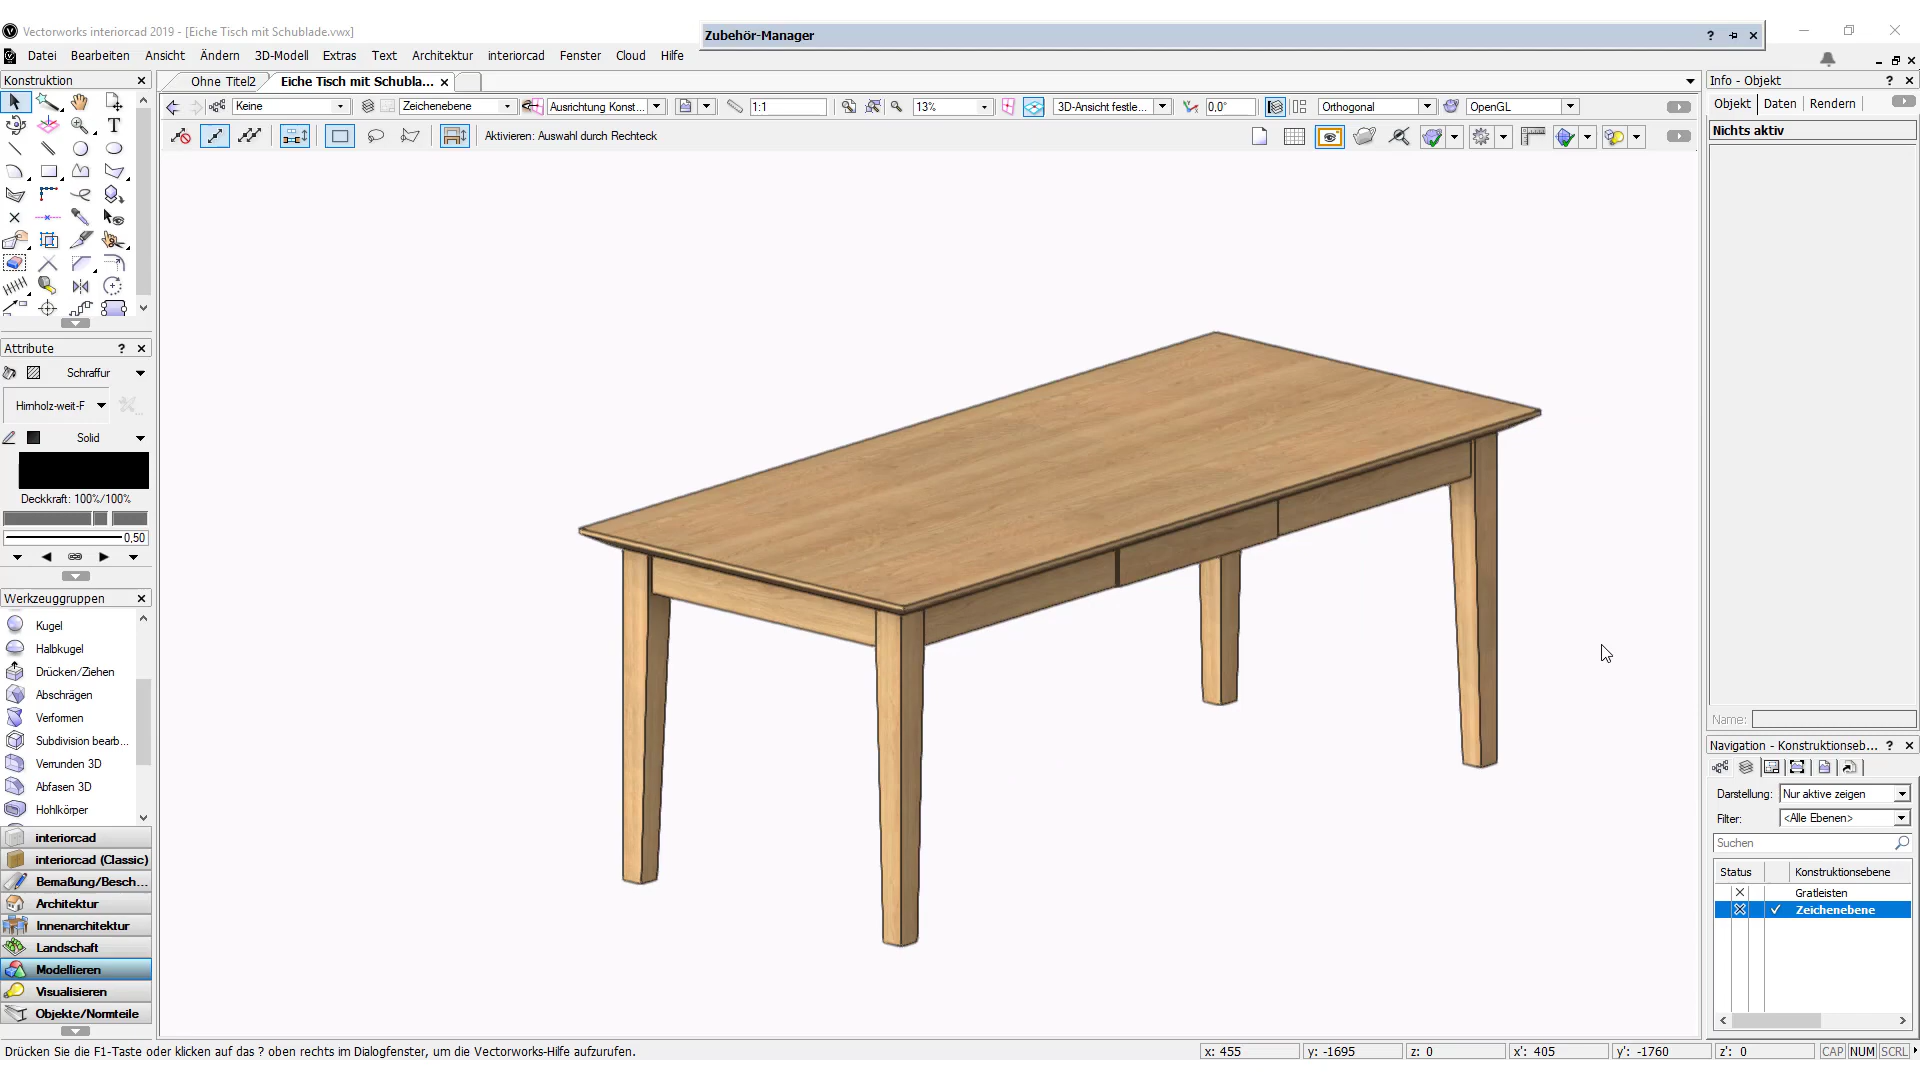 Vectorworks interiorcad 2019 - [Eiche Tisch mit Schublade.vwx]
Zubehör-Manager
?
Datei Bearbeiten Ansicht Ändern 3D-Modell Extras Text Architektur interiorcad Fenster Cloud Hilfe
Konstruktion
Ohne Titel2
Eiche Tisch mit Schubla...
Info - Objekt ?
Keine
Zeichenebene
Ausrichtung Konst...
1:1
13%
3D-Ansicht festle...
0,0°
Orthogonal
OpenGL
Objekt Daten Rendern
Aktivieren: Auswahl durch Rechteck
Nichts aktiv
T
Attribute ?
Schraffur
Hirnholz-weit-F
Solid
Deckkraft: 100%/100%
0,50
Werkzeuggruppen
Kugel
Halbkugel
Drücken/Ziehen
Abschrägen
Verformen
Subdivision bearb...
Verrunden 3D
Abfasen 3D
Hohlkörper
interiorcad
interiorcad (Classic)
Bemaßung/Besch...
Architektur
Innenarchitektur
Landschaft
Modellieren
Visualisieren
Objekte/Normteile
Name:
Navigation - Konstruktionseb... ?
Darstellung: Nur aktive zeigen
Filter: <Alle Ebenen>
Suchen
Status Konstruktionsebene
Gratleisten
Zeichenebene
Drücken Sie die F1-Taste oder klicken auf das ? oben rechts im Dialogfenster, um die Vectorworks-Hilfe aufzurufen.
x: 455 y: -1695 z: 0 x': 405 y': -1760 z': 0 CAP NUM SCRL